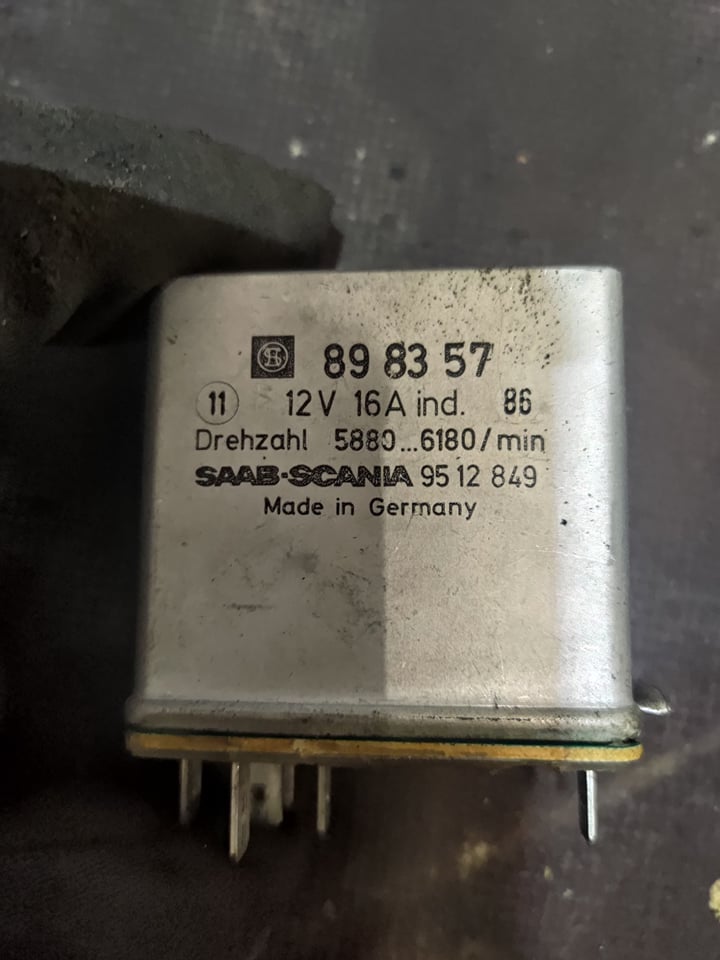 89 83 57
11 12V 16A ind. 86
Drehzahl 5880...6180/min
SAAB-SCANIA 95 12 849
Made in Germany